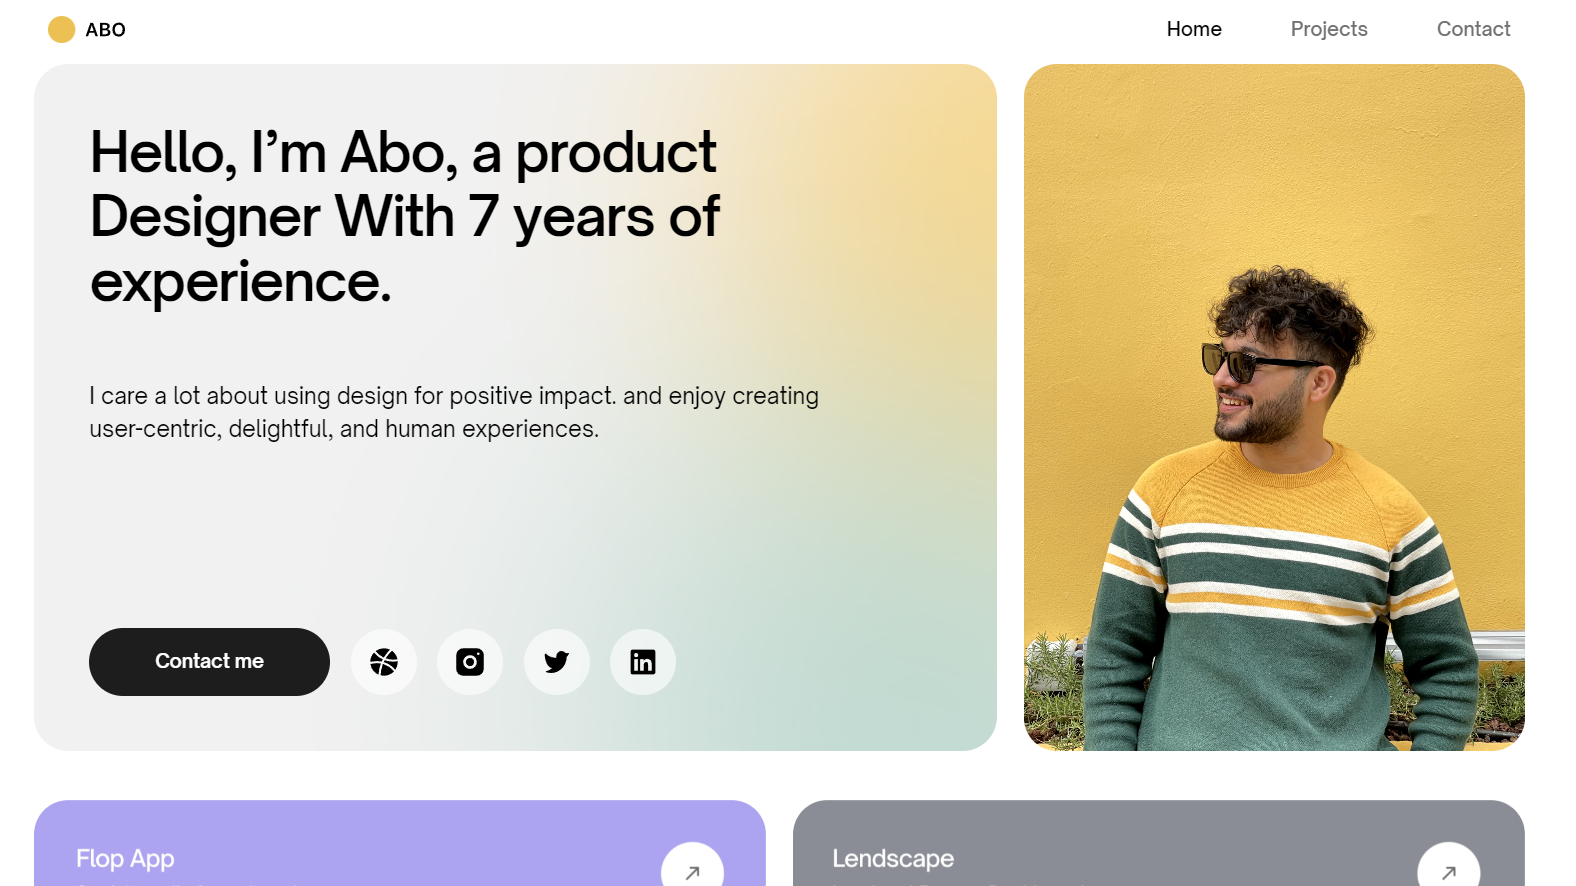 ABO
Home
Projects
Contact
Hello, I’m Abo, a product
Designer With 7 years of
experience.
I care a lot about using design for positive impact. and enjoy creating
user-centric, delightful, and human experiences.
Contact me
Flop App
Lendscape